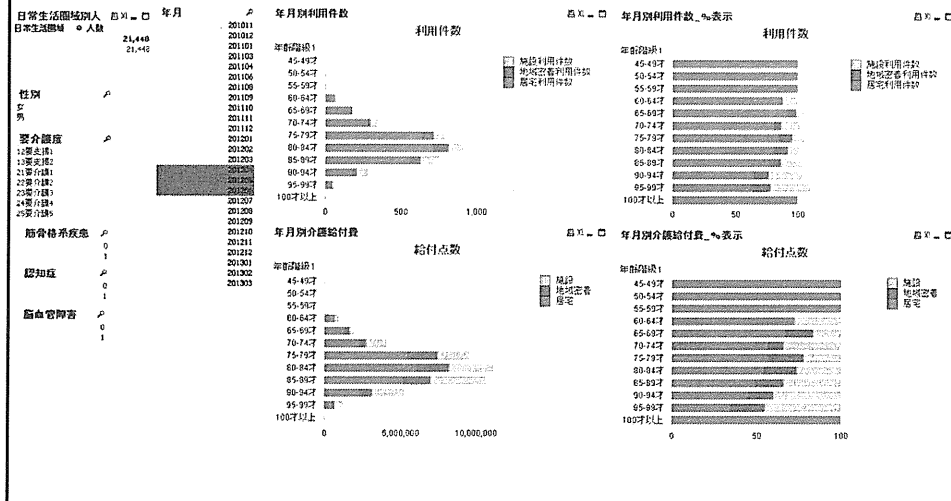 日常生活圏域別人
日常生活圏域 人数
21,448
21,448
性別
女
男
要介護度
12要支援1
13要支援2
21要介護1
22要介護2
23要介護3
24要介護4
25要介護5
筋骨格系疾患
0
1
認知症
0
1
脳血管障害
0
1
年月
201011
201012
201101
201103
201104
201106
201108
201109
201110
201111
201112
201201
201202
201203
201207
201208
201209
201210
201211
201212
201301
201302
201303
年月別利用件数
利用件数
年齢階級1
45-49才
50-54才
55-59才
60-64才
65-69才
70-74才
75-79才
80-84才
85-89才
90-94才
95-99才
100才以上
0 500 1,000
施設利用件数
地域密着利用件数
居宅利用件数
年月別利用件数_%表示
利用件数
年齢階級1
45-49才
50-54才
55-59才
60-64才
65-69才
70-74才
75-79才
80-84才
85-89才
90-94才
95-99才
100才以上
0 50 100
施設利用件数
地域密着利用件数
居宅利用件数
年月別介護給付費
給付点数
年齢階級1
45-49才
50-54才
55-59才
60-64才
65-69才
70-74才
75-79才
80-84才
85-89才
90-94才
95-99才
100才以上
0 5,000,000 10,000,000
施設
地域密着
居宅
年月別介護給付費_%表示
給付点数
年齢階級1
45-49才
50-54才
55-59才
60-64才
65-69才
70-74才
75-79才
80-84才
85-89才
90-94才
95-99才
100才以上
0 50 100
施設
地域密着
居宅